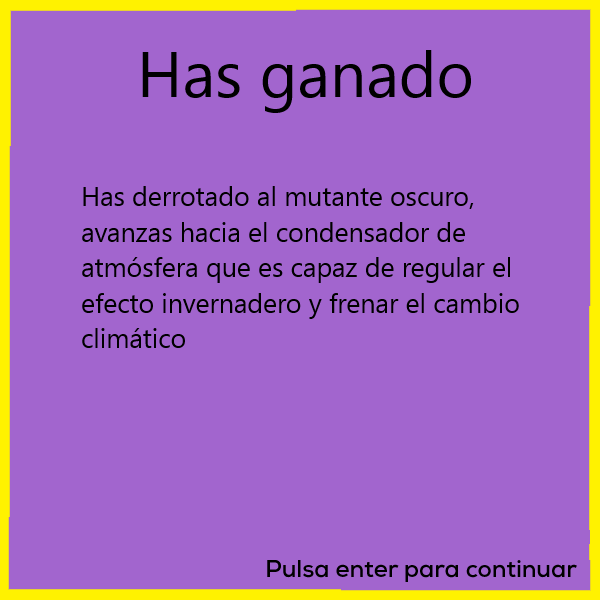 Has ganado
Has derrotado al mutante oscuro,
avanzas hacia el condensador de
atmósfera que es capaz de regular el
efecto invernadero y frenar el cambio
climático
Pulsa enter para continuar